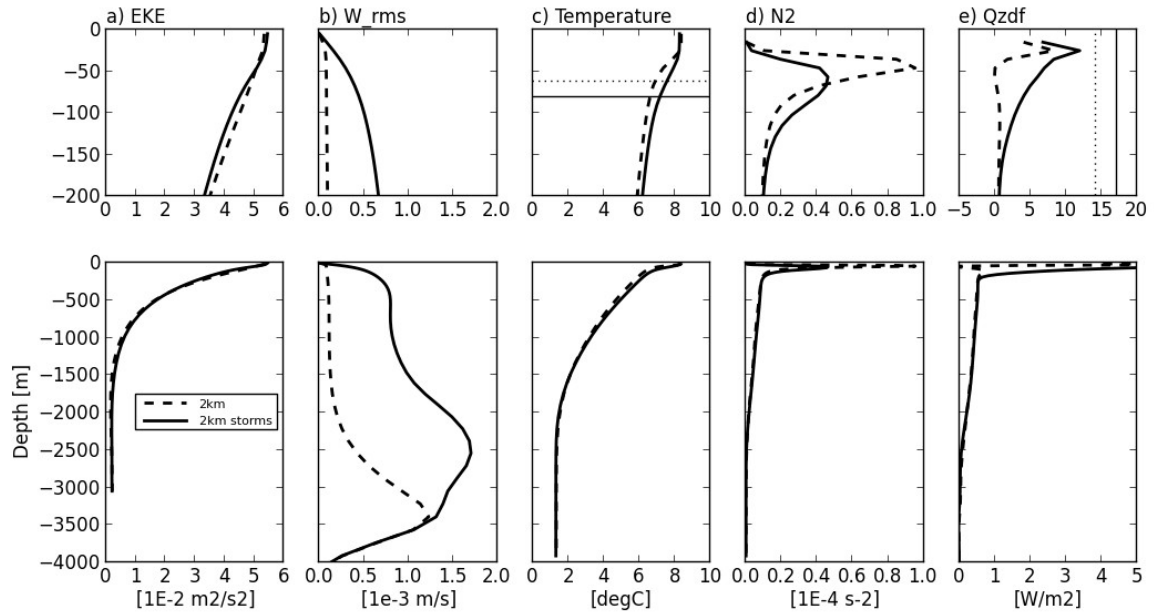 a) EKE b) W_rms c) Temperature d) N2 e) Qzdf
0
−50
−100
−150
−200
0 1 2 3 4 5 6 0.0 0.5 1.0 1.5 2.0 0 2 4 6 8 10 0.0 0.2 0.4 0.6 0.8 1.0 −5 0 5 10 15 20
0
−500
−1000
−1500
−2000
−2500
−3000
−3500
−4000
Depth [m]
2km
2km storms
0 1 2 3 4 5 6 0.0 0.5 1.0 1.5 2.0 0 2 4 6 8 10 0.0 0.2 0.4 0.6 0.8 1.0 0 1 2 3 4 5
[1E-2 m2/s2] [1e-3 m/s] [degC] [1E-4 s-2] [W/m2]